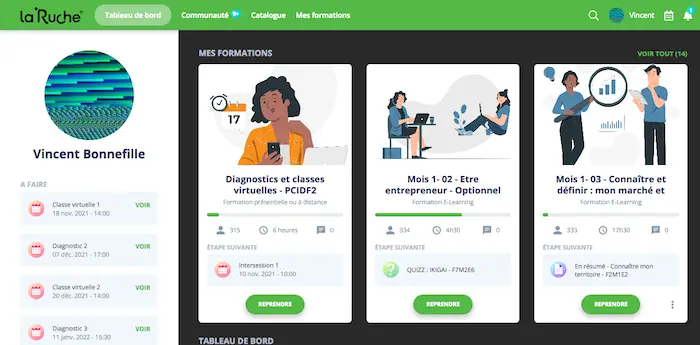 la Ruche
Tableau de bord
Communauté 9+
Catalogue
Mes formations
Vincent
1
Vincent Bonnefille
A FAIRE
Classe virtuelle 1
18 nov. 2021 - 14:00
VOIR
Diagnostic 2
07 déc. 2021 - 17:00
VOIR
Classe virtuelle 2
20 déc. 2021 - 14:00
VOIR
Diagnostic 3
11 janv. 2022 - 15:30
VOIR
MES FORMATIONS
VOIR TOUT (14)
17
Diagnostics et classes
virtuelles - PCIDF2
Formation présentielle ou à distance
315
6 heures
0
ÉTAPE SUIVANTE
Intersession 1
10 nov. 2021 - 10:00
REPRENDRE
Mois 1- 02 - Etre
entrepreneur - Optionnel
Formation E-Learning
334
4h30
0
ÉTAPE SUIVANTE
QUIZZ : IKIGAI - F7M2E6
REPRENDRE
Mois 1- 03 - Connaître et
définir : mon marché et
Formation E-Learning
333
17h30
0
ÉTAPE SUIVANTE
En résumé - Connaître mon
territoire - F2M1E2
REPRENDRE
TABLEAU DE BORD